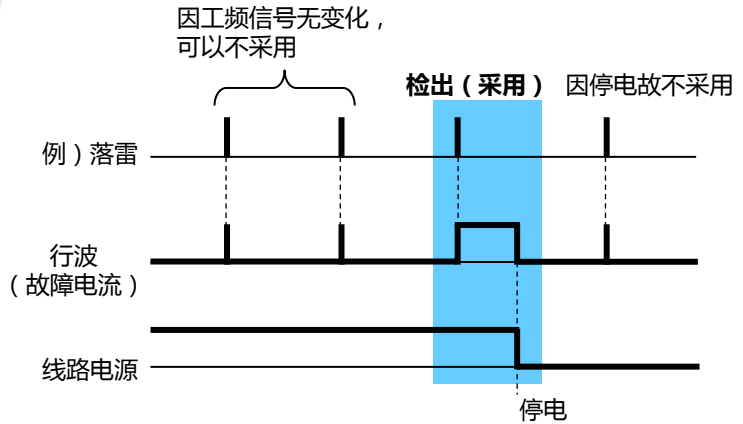 因工频信号无变化，
可以不采用
检出（采用） 因停电故不采用
例）落雷
行波
（故障电流）
线路电源
停电